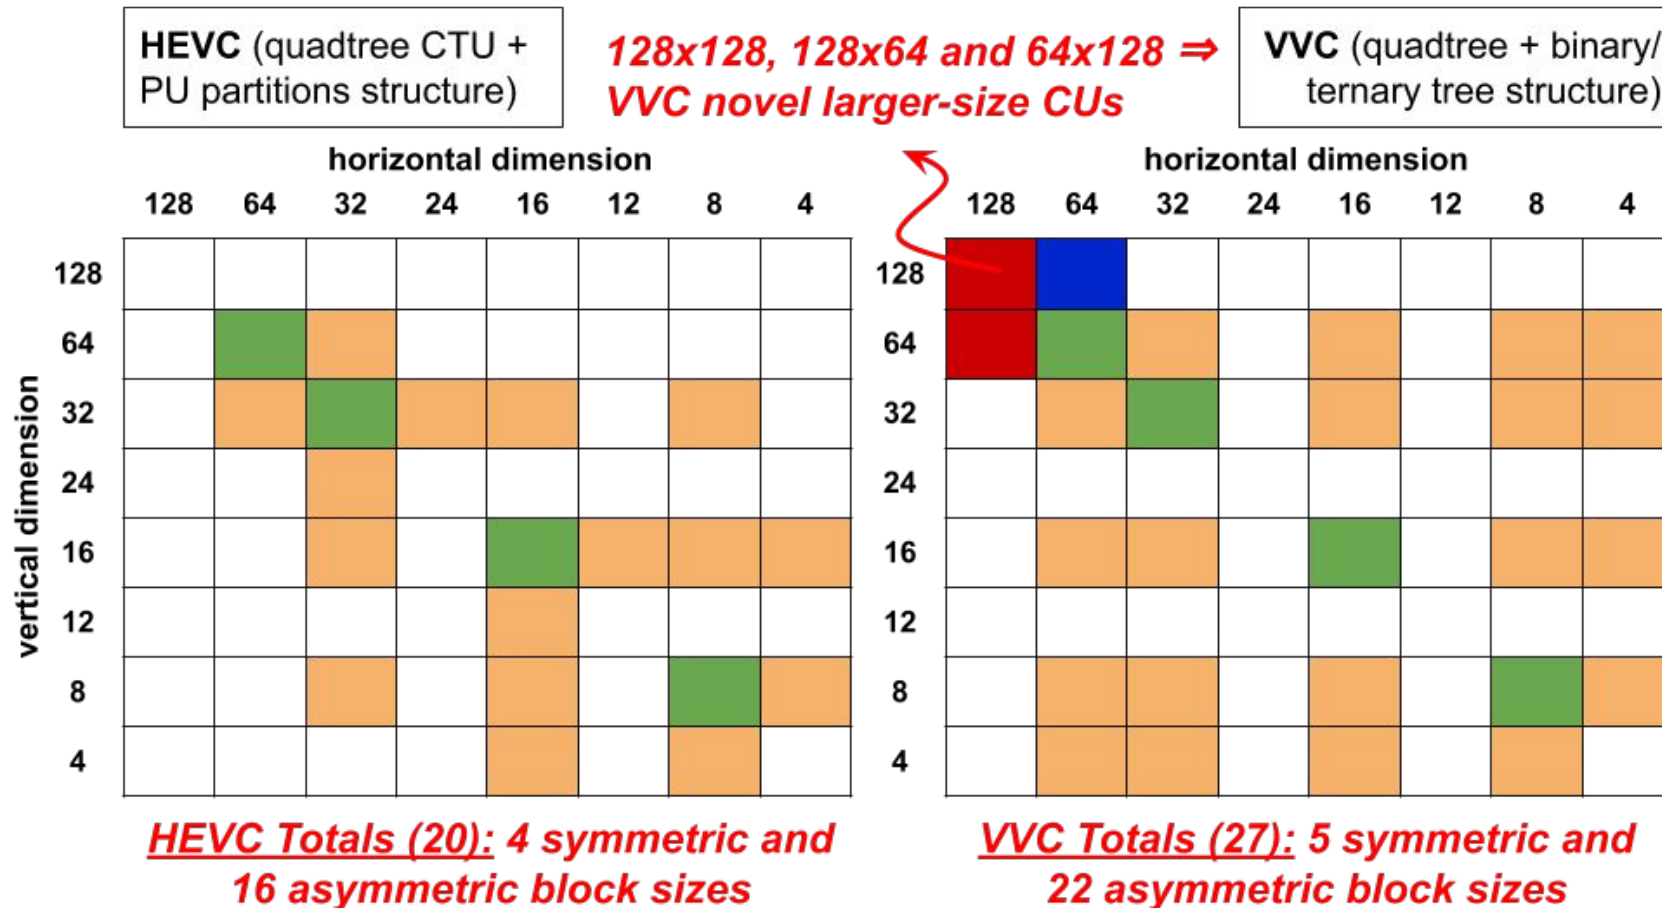 HEVC (quadtree CTU +
PU partitions structure)
128x128, 128x64 and 64x128 ⇒
VVC novel larger-size CUs
VVC (quadtree + binary/
ternary tree structure)
horizontal dimension
128 64 32 24 16 12 8 4
vertical dimension
128
64
32
24
16
12
8
4
horizontal dimension
128 64 32 24 16 12 8 4
128
64
32
24
16
12
8
4
HEVC Totals (20): 4 symmetric and
16 asymmetric block sizes
VVC Totals (27): 5 symmetric and
22 asymmetric block sizes